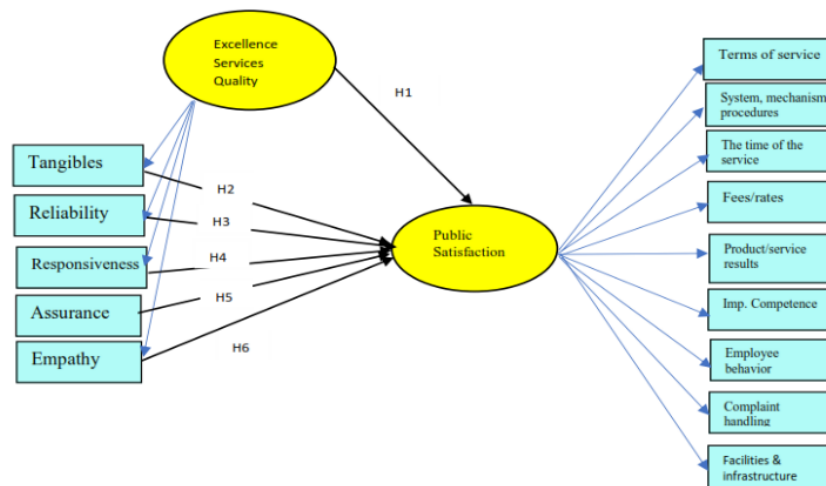 Excellence
Services
Quality
H1
Tangibles
H2
Reliability
H3
Responsiveness
H4
Assurance
H5
Empathy
H6
Public
Satisfaction
Terms of service
System, mechanism
procedures
The time of the
service
Fees/rates
Product/service
results
Imp. Competence
Employee
behavior
Complaint
handling
Facilities &
infrastructure